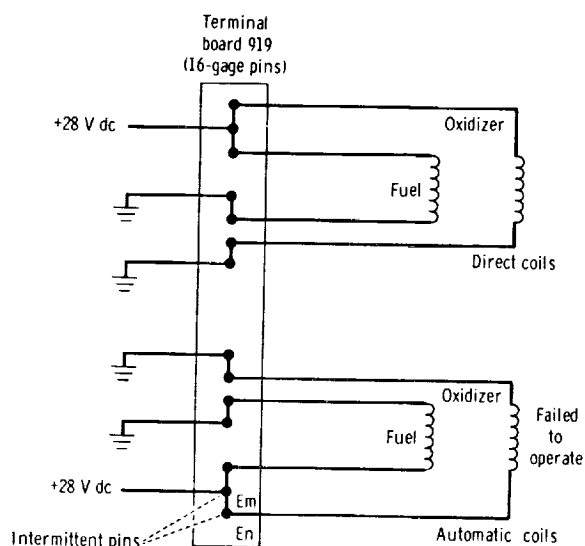 Terminal
board 919
(16-gage pins)
+28 V dc
Oxidizer
Fuel
Direct coils
Oxidizer
Failed
to
operate
Fuel
+28 V dc
Em
En
Intermittent pins
Automatic coils